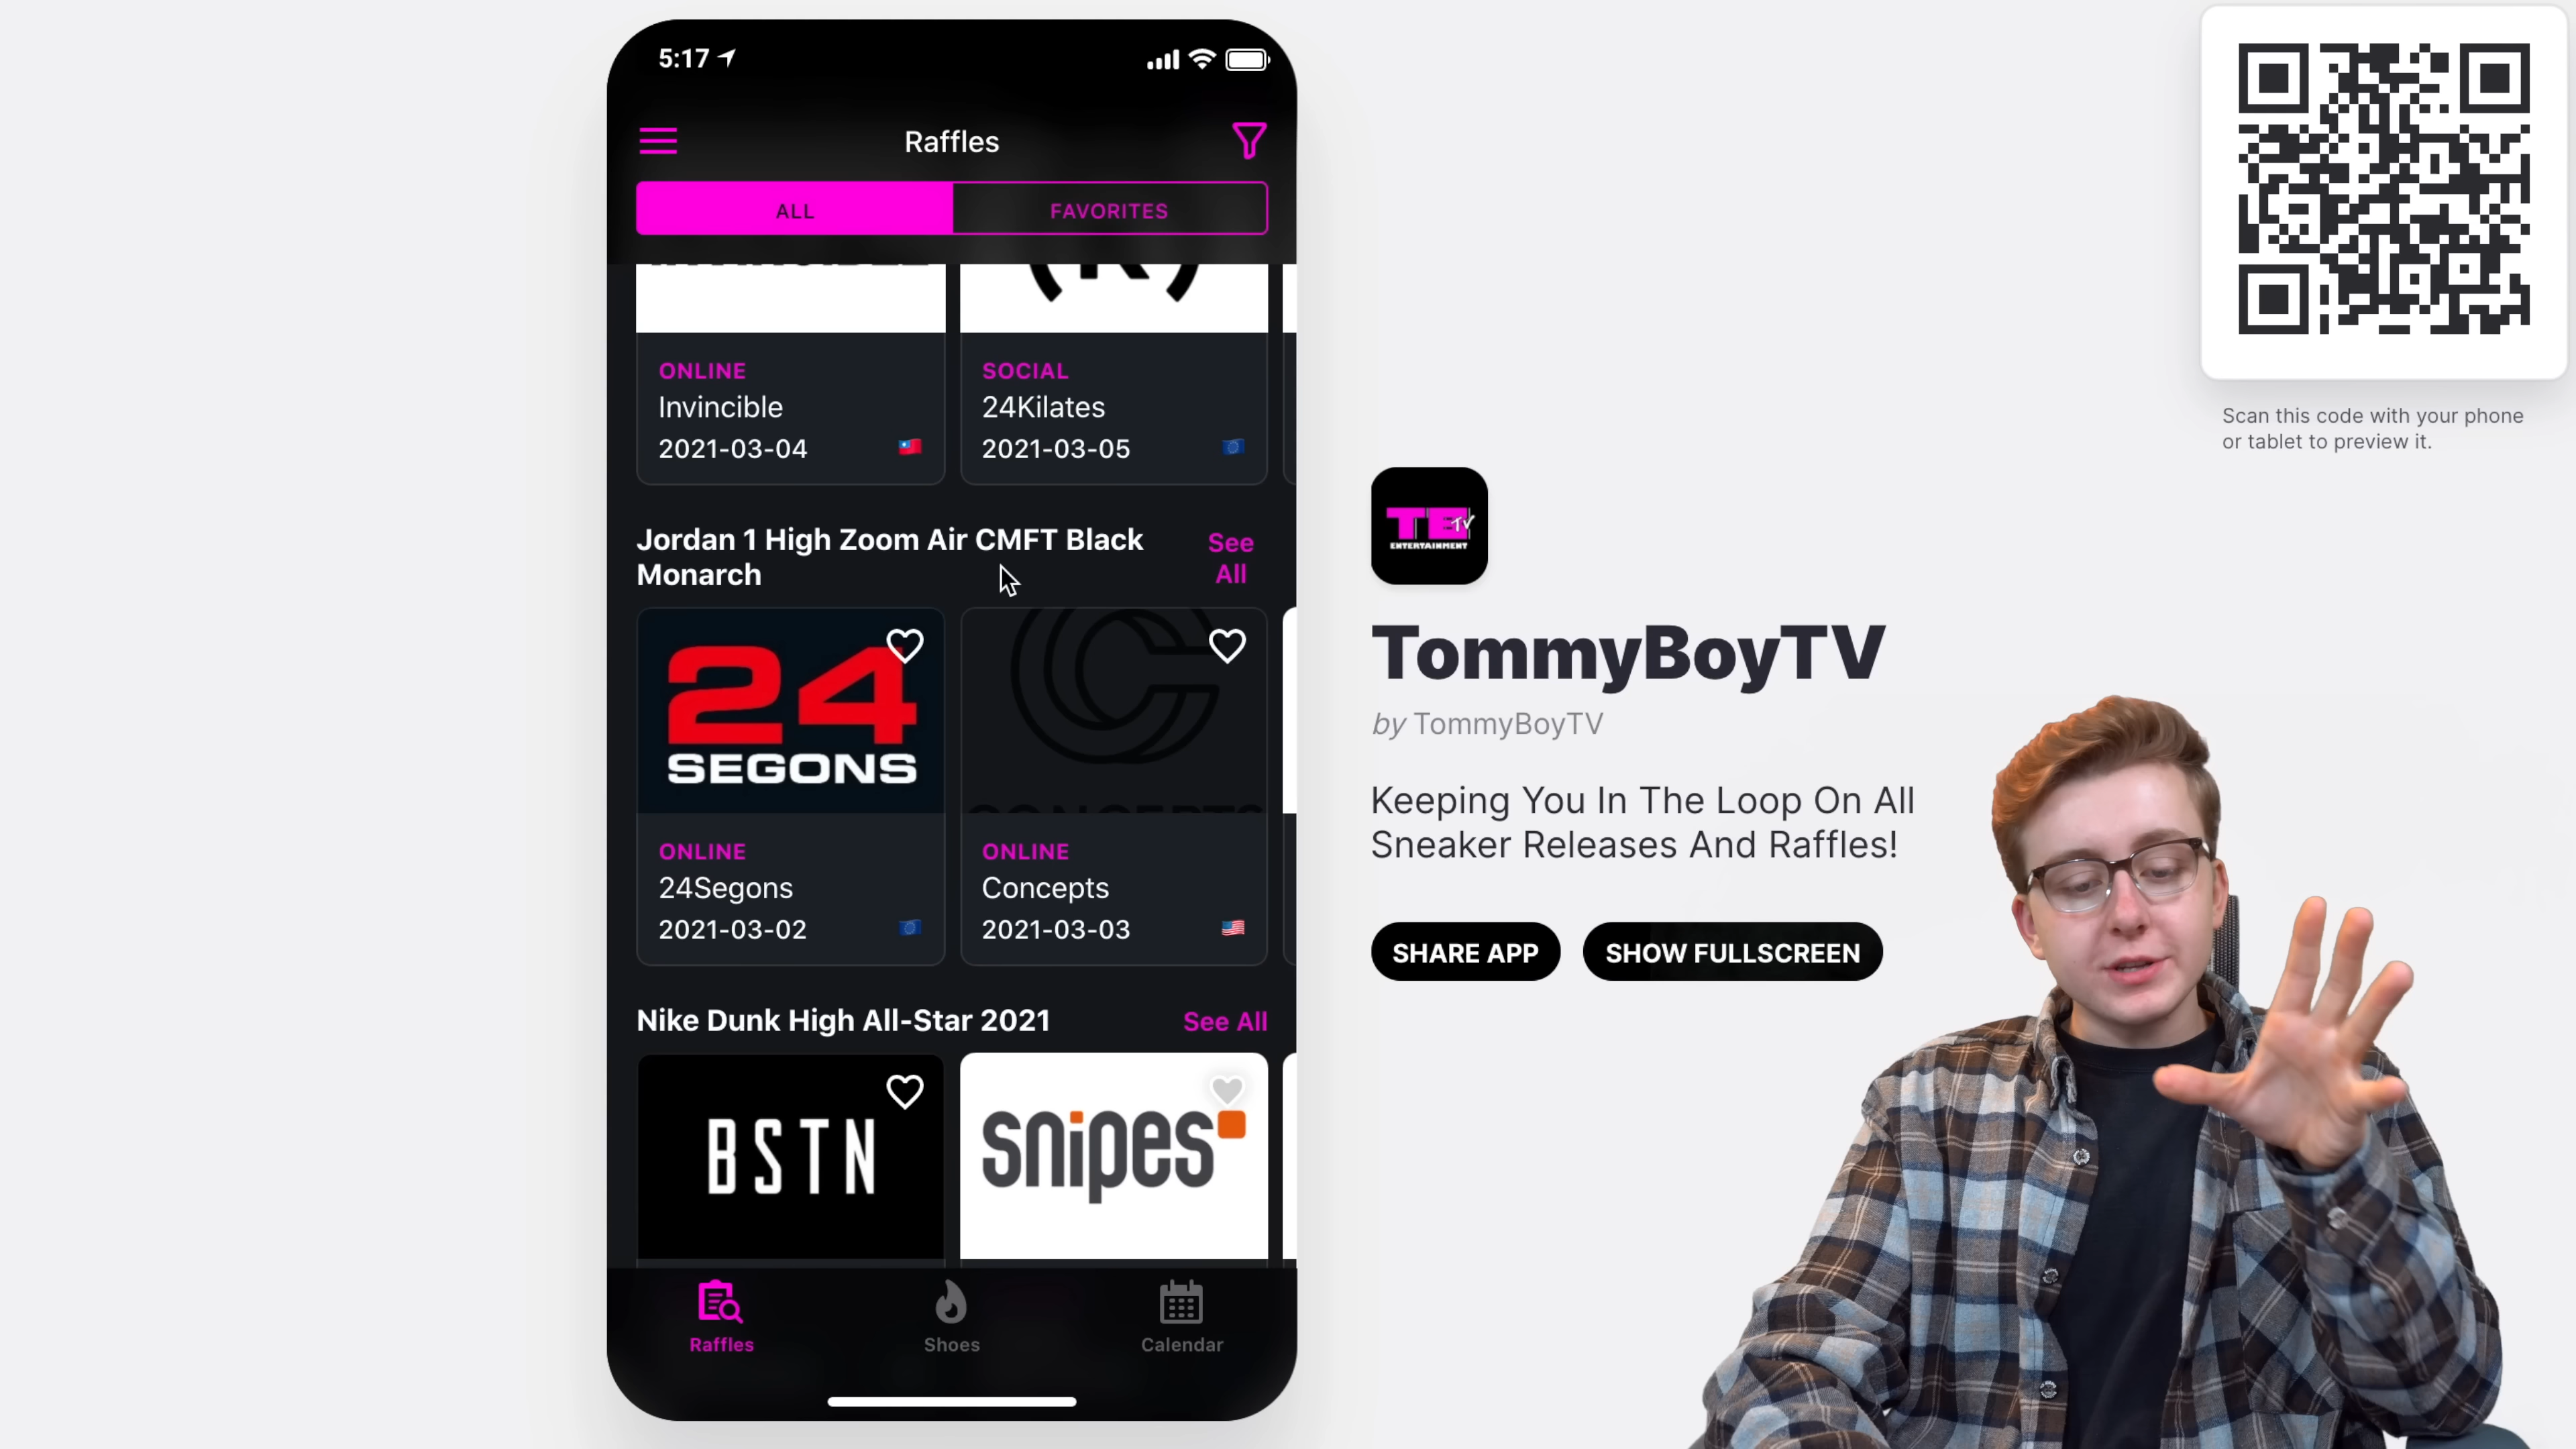 5:17
Raffles
ALL
FAVORITES
ONLINE
Invincible
2021-03-04
SOCIAL
24Kilates
2021-03-05
Jordan 1 High Zoom Air CMFT Black
Monarch
See
All
24
SEGONS
ONLINE
24Segons
2021-03-02
CONCEPTS
ONLINE
Concepts
2021-03-03
Nike Dunk High All-Star 2021
See All
BSTN
snipes
Raffles
Shoes
Calendar
Scan this code with your phone
or tablet to preview it.
TB TV
ENTERTAINMENT
TommyBoyTV
by TommyBoyTV
Keeping You In The Loop On All
Sneaker Releases And Raffles!
SHARE APP
SHOW FULLSCREEN